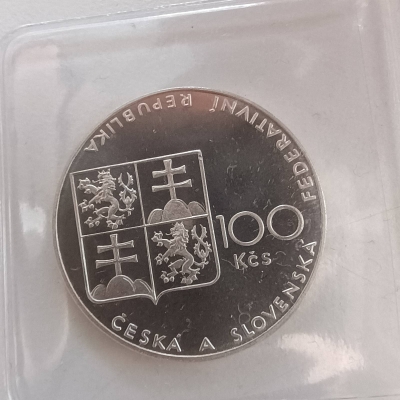 ČESKÁ A SLOVENSKÁ FEDERATIVNÍ REPUBLIKA
100
Kčs